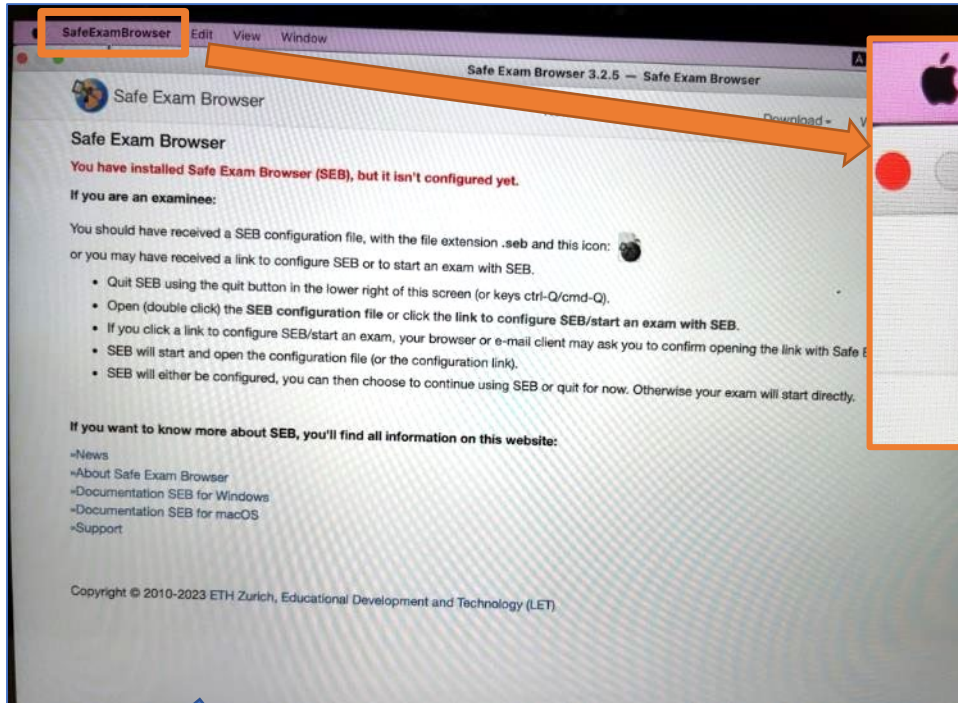 SafeExamBrowser Edit View Window
A
Safe Exam Browser 3.2.5 — Safe Exam Browser
Safe Exam Browser
Download
Safe Exam Browser
You have installed Safe Exam Browser (SEB), but it isn't configured yet.
If you are an examinee:
You should have received a SEB configuration file, with the file extension .seb and this icon:
or you may have received a link to configure SEB or to start an exam with SEB.
• Quit SEB using the quit button in the lower right of this screen (or keys ctrl-Q/cmd-Q).
• Open (double click) the SEB configuration file or click the link to configure SEB/start an exam with SEB.
• If you click a link to configure SEB/start an exam, your browser or e-mail client may ask you to confirm opening the link with Safe E
• SEB will start and open the configuration file (or the configuration link).
• SEB will either be configured, you can then choose to continue using SEB or quit for now. Otherwise your exam will start directly.
If you want to know more about SEB, you'll find all information on this website:
»News
»About Safe Exam Browser
»Documentation SEB for Windows
»Documentation SEB for macOS
»Support
Copyright © 2010-2023 ETH Zurich, Educational Development and Technology (LET)